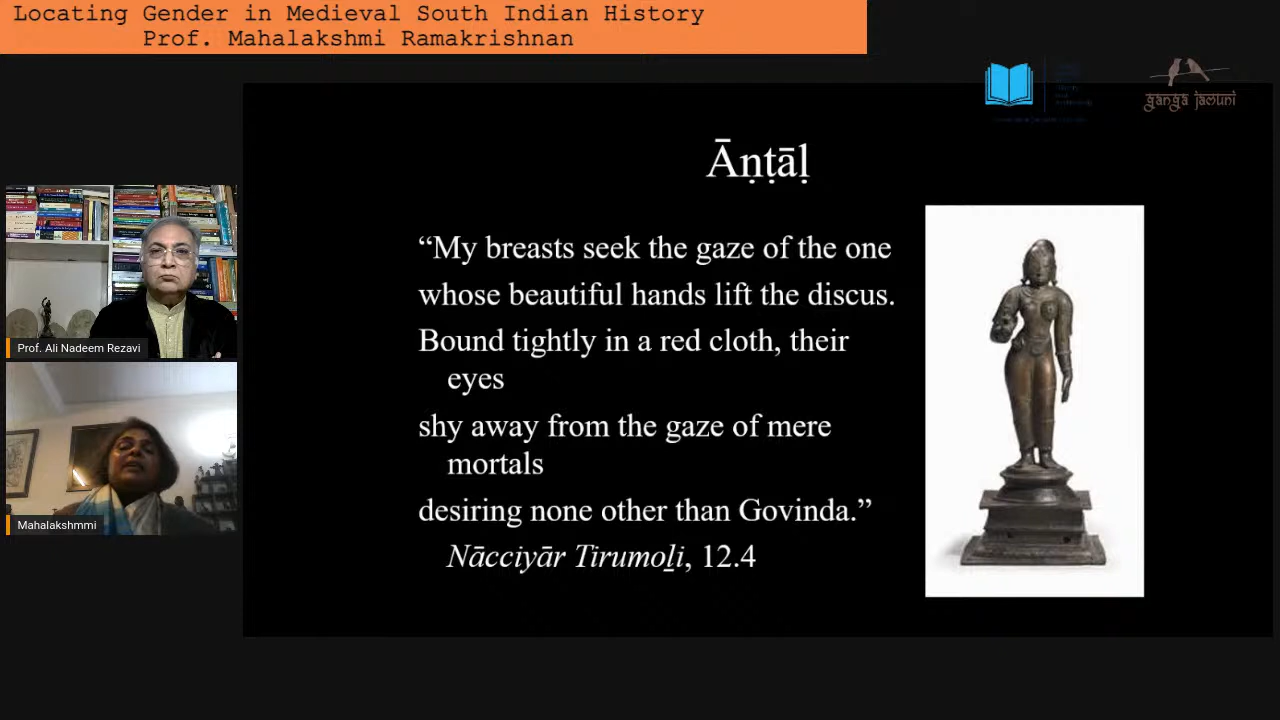 Locating Gender in Medieval South Indian History
Prof. Mahalakshmi Ramakrishnan
ganga jamuni
Āṇṭāḷ
“My breasts seek the gaze of the one
whose beautiful hands lift the discus.
Bound tightly in a red cloth, their
eyes
shy away from the gaze of mere
mortals
desiring none other than Govinda.”
Nācciyār Tirumoḻi, 12.4
Prof. Ali Nadeem Rezavi
Mahalakshmmi